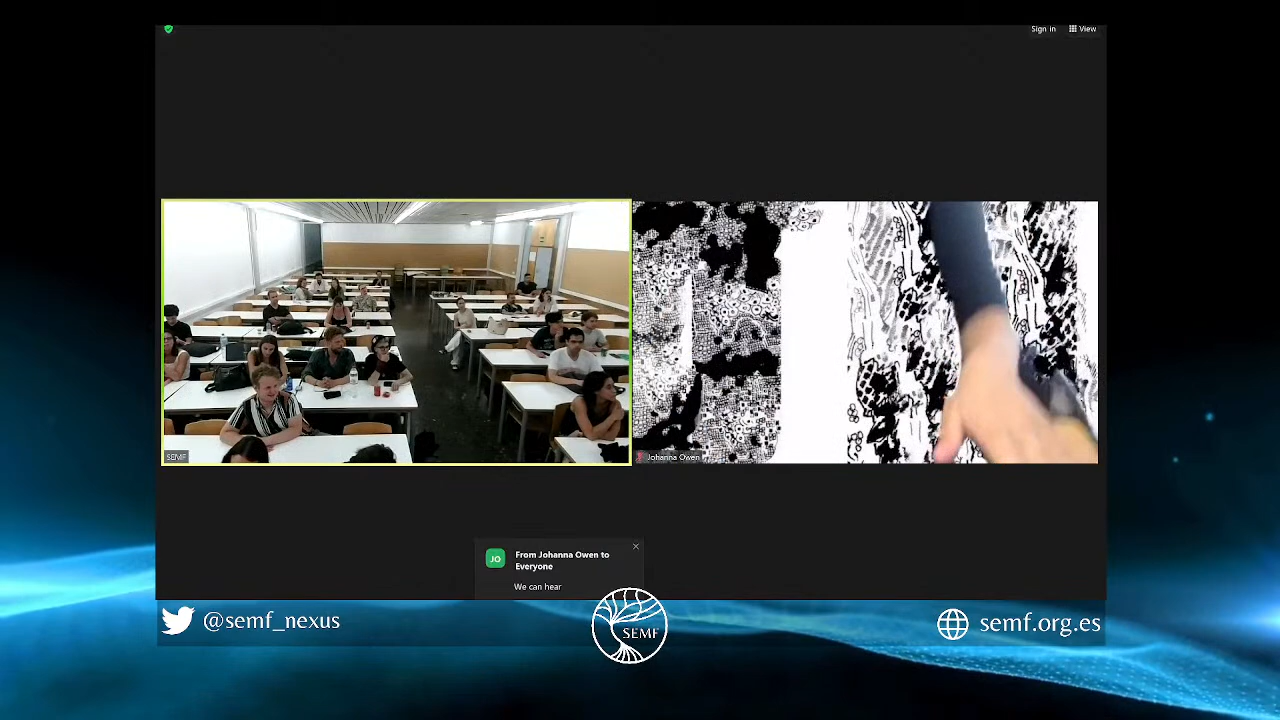 Sign in
View
SEMF
Johanna Owen
JO
From Johanna Owen to
Everyone
We can hear
@semf_nexus
SEMF
semf.org.es